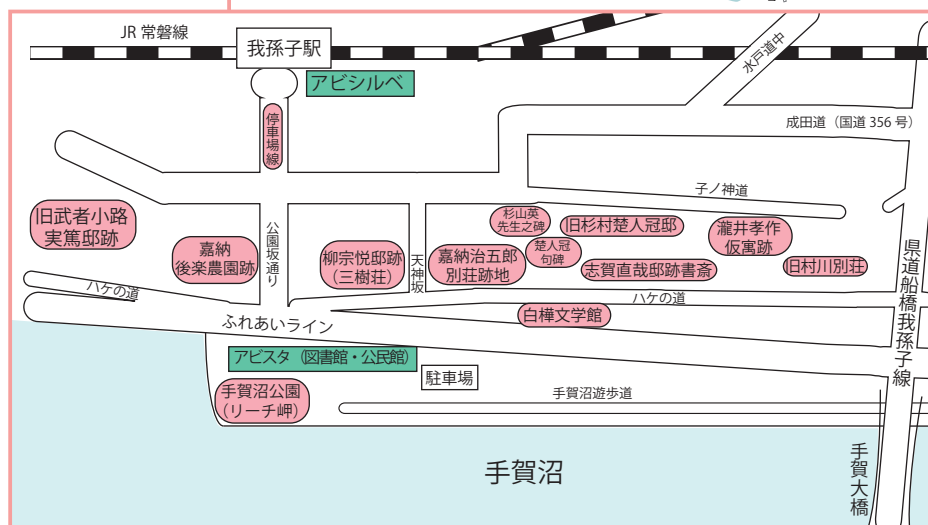 JR 常磐線
我孫子駅
アビシルベ
停車場線
水戸道中
成田道（国道 356 号）
子ノ神道
旧武者小路
実篤邸跡
嘉納
後楽農園跡
公園坂通り
柳宗悦邸跡
（三樹荘）
天神坂
嘉納治五郎
別荘跡地
杉山英
先生之碑
楚人冠
句碑
旧杉村楚人冠邸
志賀直哉邸跡書斎
瀧井孝作
仮寓跡
旧村川別荘
県道船橋我孫子線
ハケの道
ハケの道
白樺文学館
ふれあいライン
アビスタ（図書館・公民館）
駐車場
手賀沼公園
（リーチ岬）
手賀沼遊歩道
手賀沼
手賀大橋